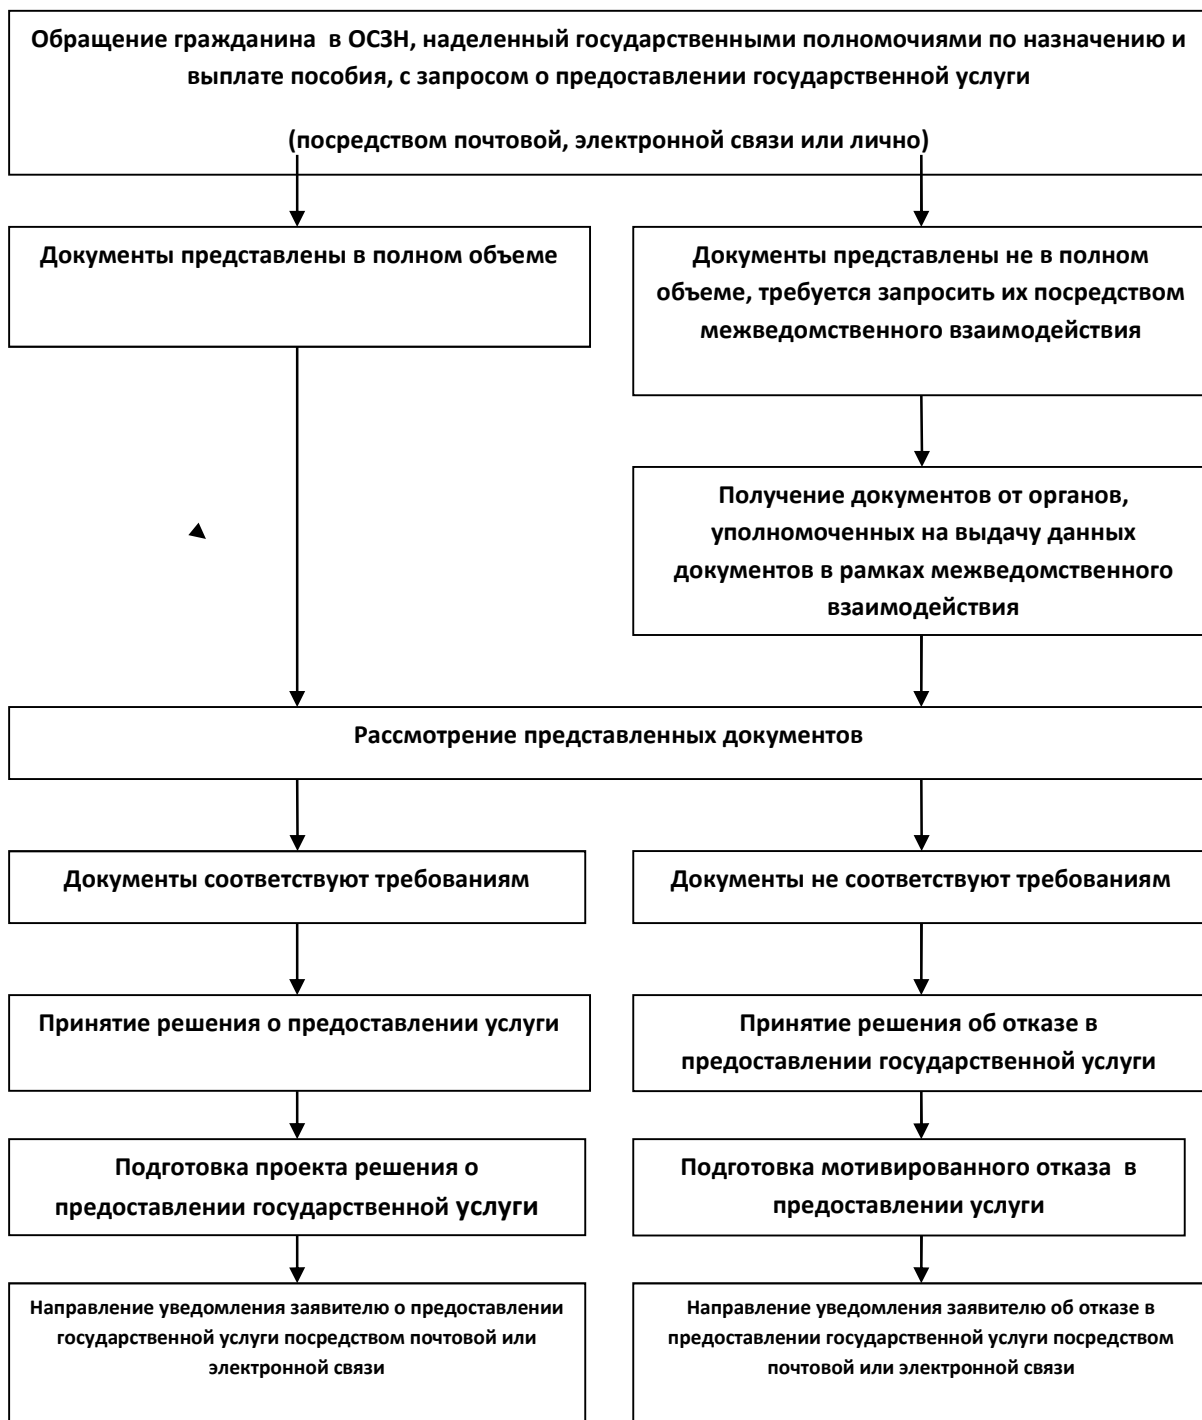 Обращение гражданина  в ОСЗН, наделенный государственными полномочиями по назначению и
выплате пособия, с запросом о предоставлении государственной услуги
(посредством почтовой, электронной связи или лично)
Документы представлены в полном объеме
Документы представлены не в полном
объеме, требуется запросить их посредством
межведомственного взаимодействия
Получение документов от органов,
уполномоченных на выдачу данных
документов в рамках межведомственного
взаимодействия
Рассмотрение представленных документов
Документы соответствуют требованиям
Документы не соответствуют требованиям
Принятие решения о предоставлении услуги
Принятие решения об отказе в
предоставлении государственной услуги
Подготовка проекта решения о
предоставлении государственной услуги
Подготовка мотивированного отказа  в
предоставлении услуги
Направление уведомления заявителю о предоставлении
государственной услуги посредством почтовой или
электронной связи
Направление уведомления заявителю об отказе в
предоставлении государственной услуги посредством
почтовой или электронной связи